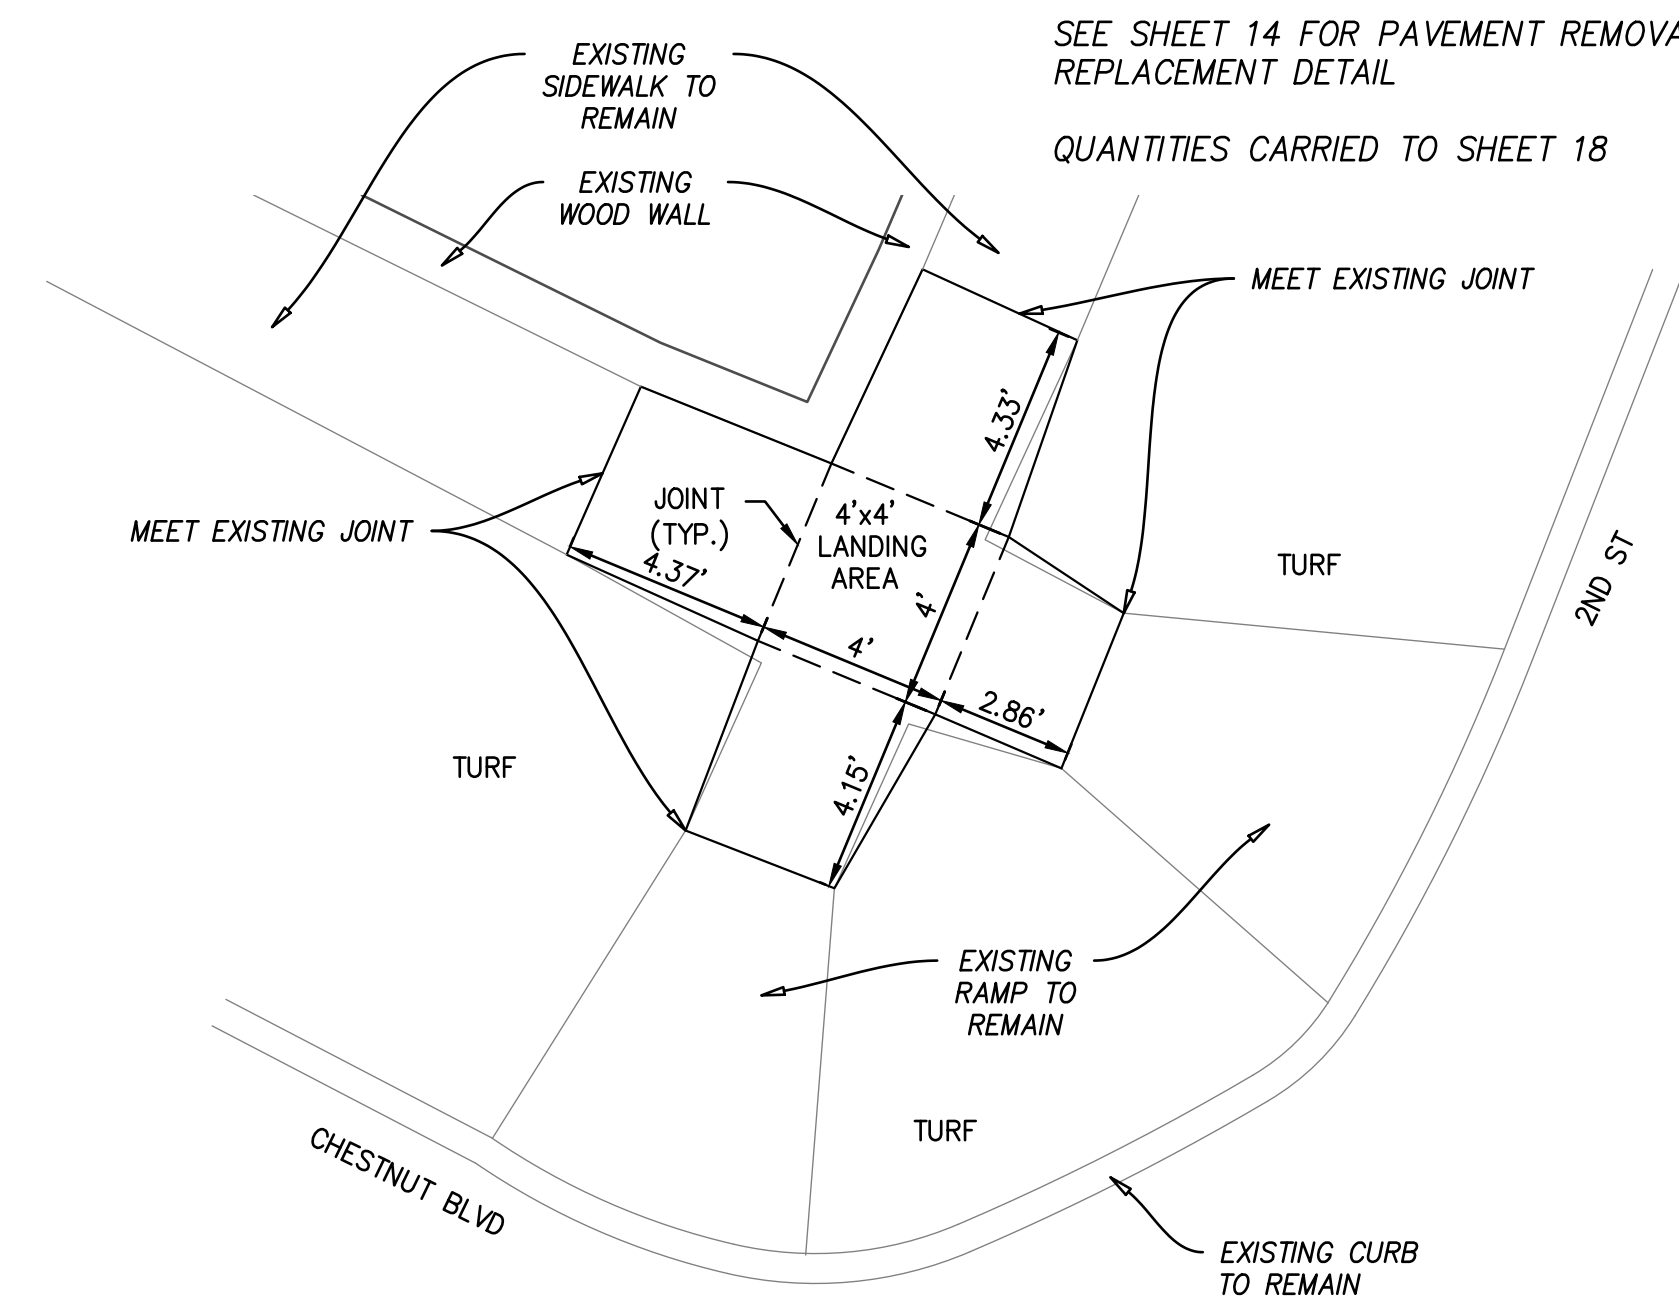 SEE SHEET 14 FOR PAVEMENT
REPLACEMENT DETAIL
QUANTITIES CARRIED TO SHEET 18
EXISTING
SIDEWALK TO
REMAIN
EXISTING
WOOD WALL
MEET EXISTING JOINT
4.33'
MEET EXISTING JOINT
JOINT
(TYP.)
4'x4'
LANDING
AREA
4.37'
4'
4'
2.86'
4.15'
TURF
2ND ST
TURF
EXISTING
RAMP TO
REMAIN
TURF
CHESTNUT BLVD
EXISTING CURB
TO REMAIN